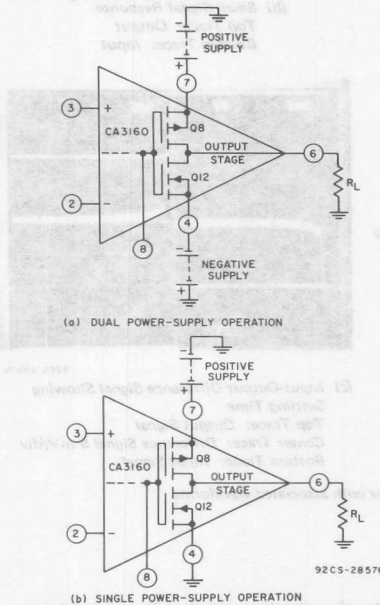 POSITIVE
SUPPLY
7
3
+
CA3160
Q8
OUTPUT
STAGE
6
RL
Q12
2
-
4
8
NEGATIVE
SUPPLY
(a) DUAL POWER-SUPPLY OPERATION
POSITIVE
SUPPLY
7
3
+
CA3160
Q8
OUTPUT
STAGE
6
RL
Q12
2
-
8
4
92CS-28576
(b) SINGLE POWER-SUPPLY OPERATION